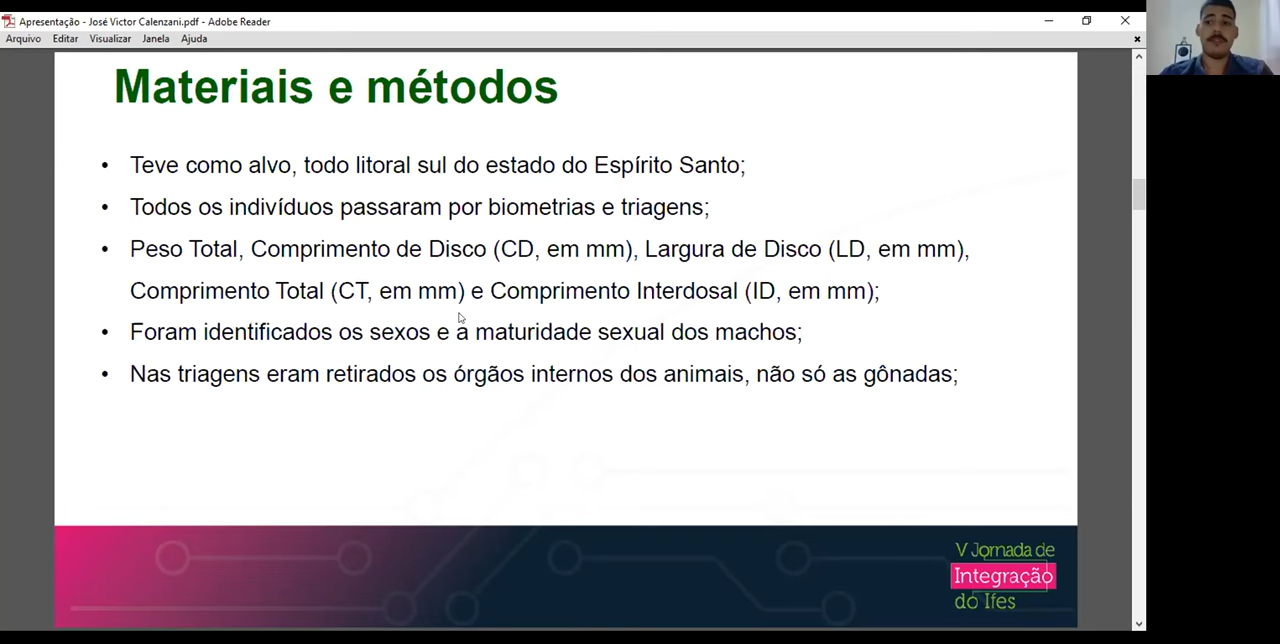 Apresentação - José Victor Calenzani.pdf - Adobe Reader
Arquivo Editar Visualizar Janela Ajuda
Materiais e métodos
• Teve como alvo, todo litoral sul do estado do Espírito Santo;
• Todos os indivíduos passaram por biometrias e triagens;
• Peso Total, Comprimento de Disco (CD, em mm), Largura de Disco (LD, em mm),
Comprimento Total (CT, em mm) e Comprimento Interdosal (ID, em mm);
• Foram identificados os sexos e a maturidade sexual dos machos;
• Nas triagens eram retirados os órgãos internos dos animais, não só as gônadas;
V Jornada de
Integração
do Ifes